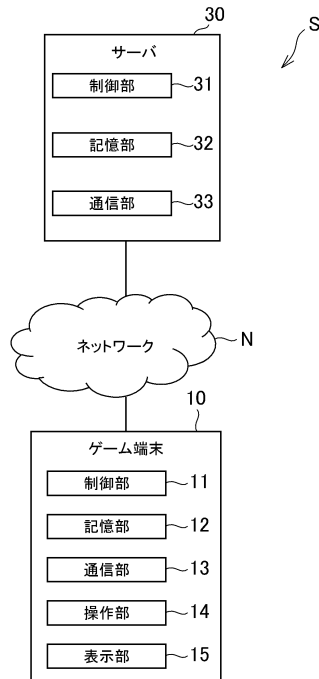 30
S
サーバ
制御部 31
記憶部 32
通信部 33
ネットワーク N
10
ゲーム端末
制御部 11
記憶部 12
通信部 13
操作部 14
表示部 15